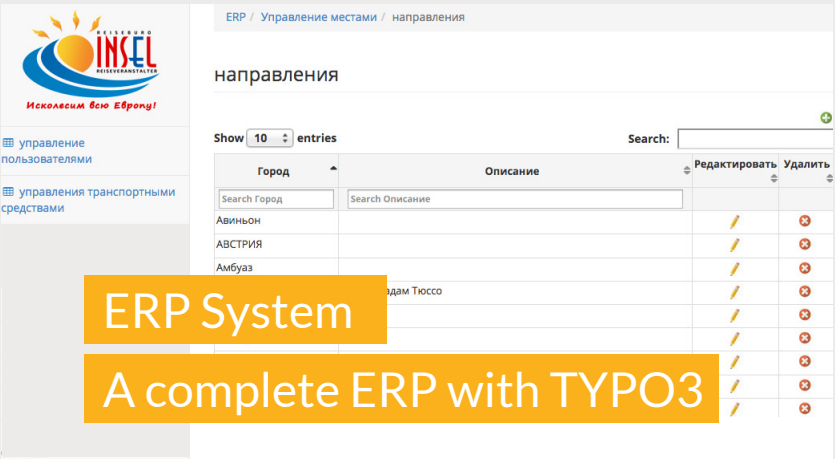 REISEBÜRO
INSEL
REISEVERANSTALTER
Исколесим всю Европу!
управление
пользователями
управления транспортными
средствами
ERP / Управление местами / направления
направления
Show 10 entries
Search:
Город Описание Редактировать Удалить
Search Город Search Описание
Авиньон
АВСТРИЯ
Амбуаз
адам Тюссо
ERP System
A complete ERP with TYPO3